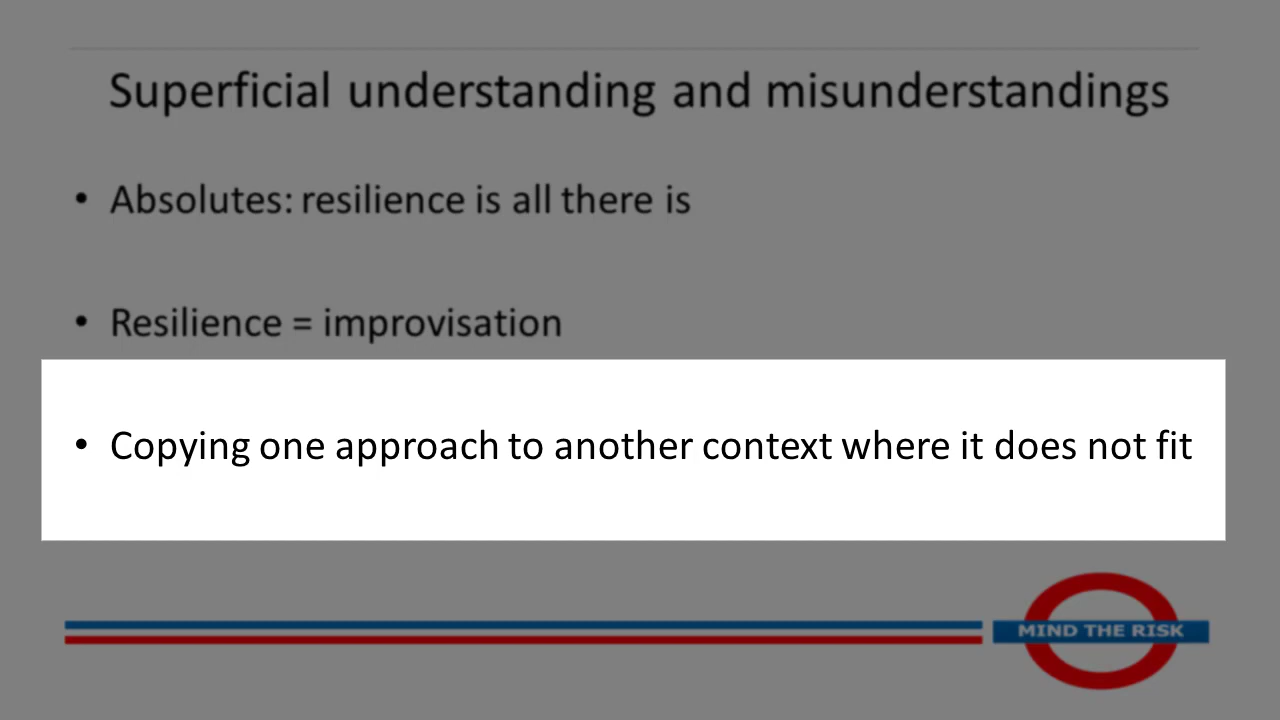 Superficial understanding and misunderstandings
• Absolutes: resilience is all there is
• Resilience = improvisation
• Copying one approach to another context where it does not fit
MIND THE RISK